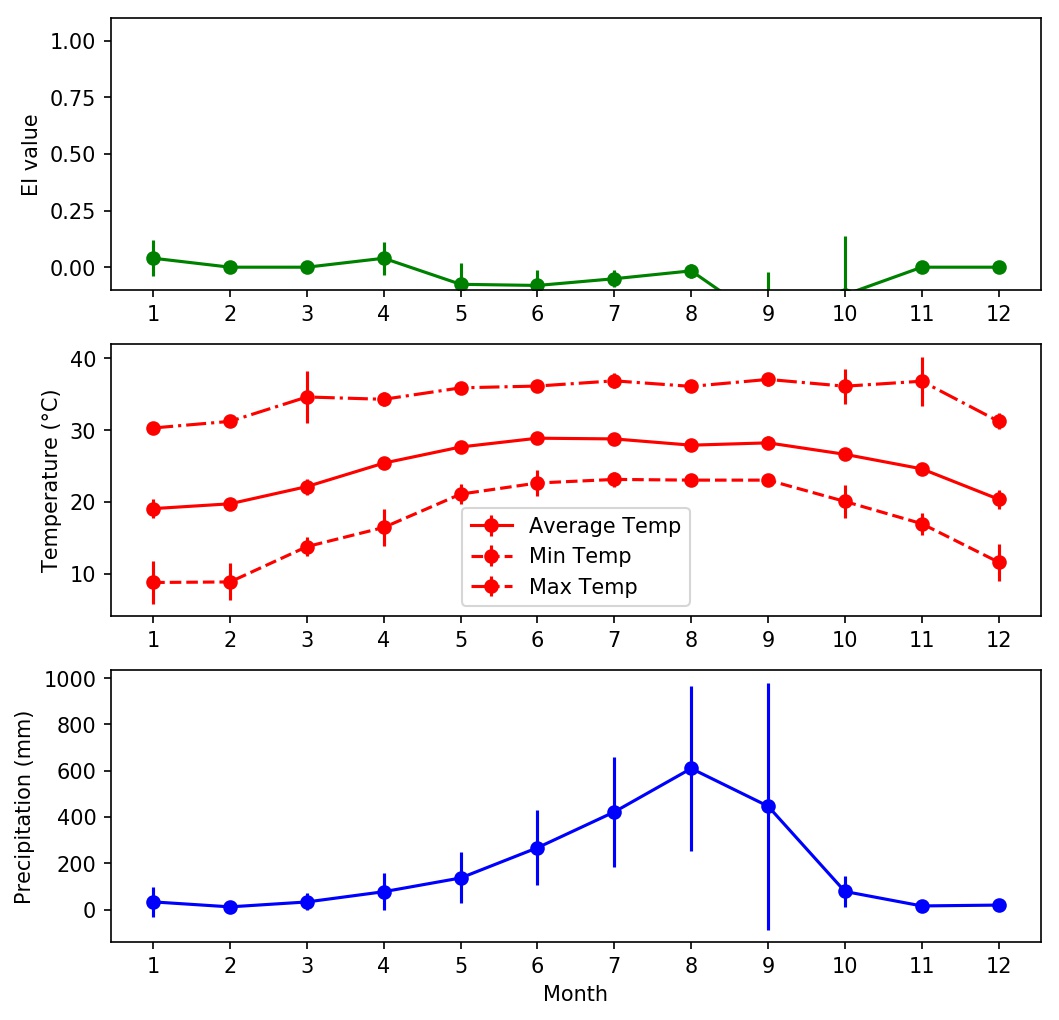 EI value
1.00
0.75
0.50
0.25
0.00
1 2 3 4 5 6 7 8 9 10 11 12
Temperature (°C)
40
30
20
10
Average Temp
Min Temp
Max Temp
1 2 3 4 5 6 7 8 9 10 11 12
Precipitation (mm)
1000
800
600
400
200
0
1 2 3 4 5 6 7 8 9 10 11 12
Month